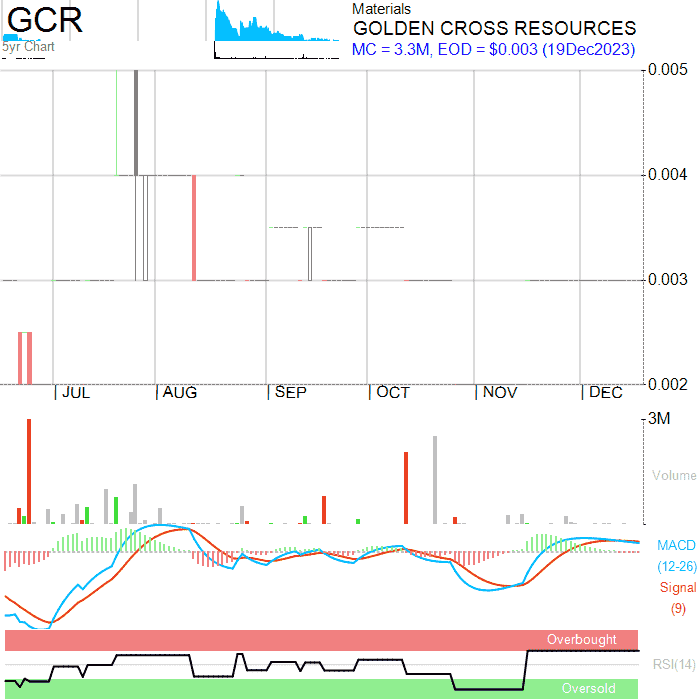 GCR
5yr Chart
Materials
GOLDEN CROSS RESOURCES
MC = 3.3M, EOD = $0.003 (19Dec2023)
0.005
0.004
0.003
0.002
JUL AUG SEP OCT NOV DEC
3M
Volume
MACD
(12-26)
Signal
(9)
Overbought
RSI(14)
Oversold